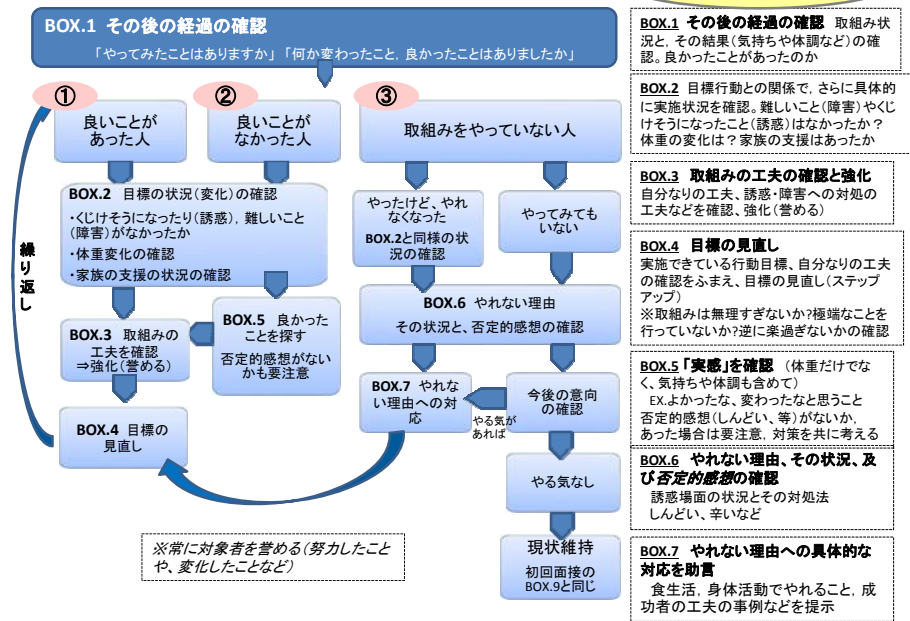 BOX.1 その後の経過の確認
「やってみたことはありますか」「何か変わったこと，良かったことはありましたか」
①
②
③
良いことが
あった人
良いことが
なかった人
取組みをやっていない人
BOX.2 目標の状況（変化）の確認
・くじけそうになったり（誘惑），難しいこと
（障害）がなかったか
・体重変化の確認
・家族の支援の状況の確認
やったけど、やれ
なくなった
BOX.2と同様の状
況の確認
やってみても
いない
繰り返し
BOX.3 取組みの
工夫を確認
⇒強化（誉める）
BOX.5 良かった
ことを探す
否定的感想がない
かも要注意
BOX.6 やれない理由
その状況と、否定的感想の確認
BOX.4 目標の
見直し
BOX.7 やれな
い理由への対
応
やる気が
あれば
今後の意向
の確認
やる気なし
現状維持
初回面接の
BOX.9と同じ
※常に対象者を誉める（努力したこと
や、変化したことなど）
BOX.1 その後の経過の確認 取組み状
況と，その結果（気持ちや体調など）の確
認。良かったことがあったのか
BOX.2 目標行動との関係で，さらに具体的
に実施状況を確認。難しいこと（障害）やくじ
けそうになったこと（誘惑）はなかったか？
体重の変化は？家族の支援はあったか
BOX.3 取組みの工夫の確認と強化
自分なりの工夫、誘惑・障害への対処の
工夫などを確認、強化（誉める）
BOX.4 目標の見直し
実施できている行動目標、自分なりの工夫
の確認をふまえ、目標の見直し（ステップ
アップ）
※取組みは無理すぎないか?極端なことを
行っていないか?逆に楽過ぎないかの確認
BOX.5 「実感」を確認 （体重だけでな
く、気持ちや体調も含めて）
EX.よかったな、変わったなと思うこと
否定的感想（しんどい、等）がないか，
あった場合は要注意，対策を共に考える
BOX.6 やれない理由、その状況、及
び否定的感想の確認
誘惑場面の状況とその対処法
しんどい、辛いなど
BOX.7 やれない理由への具体的な
対応を助言
食生活，身体活動でやれること，成
功者の工夫の事例などを提示